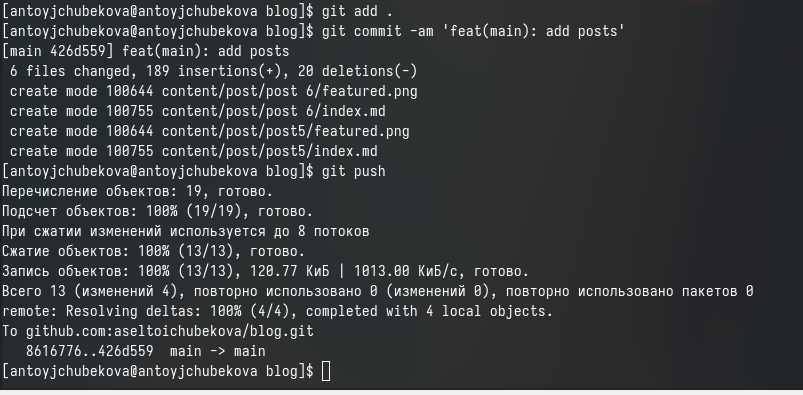 [antoyjchubekova@antoyjchubekova blog]$ git add .
[antoyjchubekova@antoyjchubekova blog]$ git commit -am 'feat(main): add posts'
[main 426d559] feat(main): add posts
 6 files changed, 189 insertions(+), 20 deletions(-)
 create mode 100644 content/post/post 6/featured.png
 create mode 100755 content/post/post 6/index.md
 create mode 100644 content/post/post5/featured.png
 create mode 100755 content/post/post5/index.md
[antoyjchubekova@antoyjchubekova blog]$ git push
Перечисление объектов: 19, готово.
Подсчет объектов: 100% (19/19), готово.
При сжатии изменений используется до 8 потоков
Сжатие объектов: 100% (13/13), готово.
Запись объектов: 100% (13/13), 120.77 КиБ | 1013.00 КиБ/с, готово.
Всего 13 (изменений 4), повторно использовано 0 (изменений 0), повторно использовано пакетов 0
remote: Resolving deltas: 100% (4/4), completed with 4 local objects.
To github.com:aseltoichubekova/blog.git
   8616776..426d559  main -> main
[antoyjchubekova@antoyjchubekova blog]$